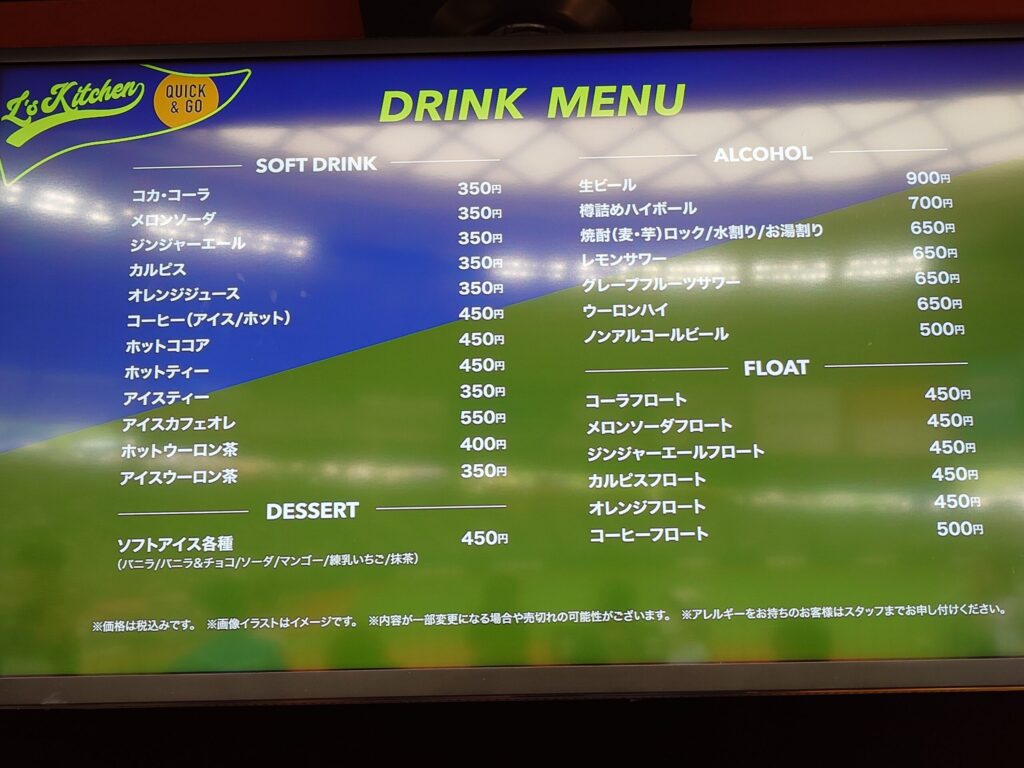 L's Kitchen
QUICK
& GO
DRINK MENU
SOFT DRINK
コカ・コーラ 350円
メロンソーダ 350円
ジンジャーエール 350円
カルピス 350円
オレンジジュース 350円
コーヒー(アイス/ホット) 450円
ホットココア 450円
ホットティー 450円
アイスティー 350円
アイスカフェオレ 550円
ホットウーロン茶 400円
アイスウーロン茶 350円
DESSERT
ソフトアイス各種 450円
(バニラ/バニラ&チョコ/ソーダ/マンゴー/練乳いちご/抹茶)
ALCOHOL
生ビール 900円
樽詰めハイボール 700円
焼酎(麦・芋)ロック/水割り/お湯割り 650円
レモンサワー 650円
グレープフルーツサワー 650円
ウーロンハイ 650円
ノンアルコールビール 500円
FLOAT
コーラフロート 450円
メロンソーダフロート 450円
ジンジャーエールフロート 450円
カルピスフロート 450円
オレンジフロート 450円
コーヒーフロート 500円
※価格は税込みです。 ※画像イラストはイメージです。 ※内容が一部変更になる場合や売切れの可能性がございます。 ※アレルギーをお持ちのお客様はスタッフまでお申し付けください。